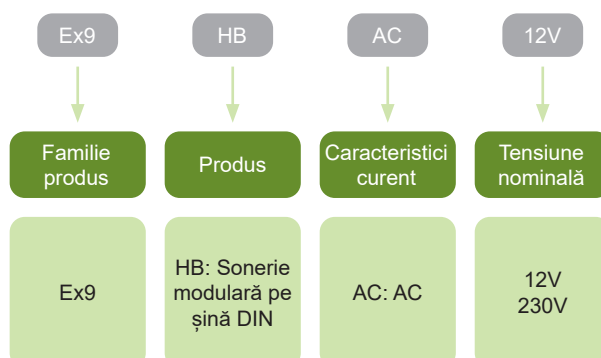 Ex9
HB
AC
12V
Familie
produs
Produs
Caracteristici
curent
Tensiune
nominală
Ex9
HB: Sonerie
modulară pe
șină DIN
AC: AC
12V
230V